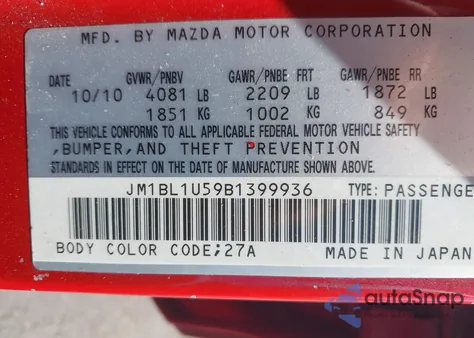 MFD. BY MAZDA MOTOR CORPORATION
DATE GVWR/PNBV GAWR/PNBE FRT GAWR/PNBE RR
10/10 4081 LB 2209 LB 1872 LB
1851 KG 1002 KG 849 KG
THIS VEHICLE CONFORMS TO ALL APPLICABLE FEDERAL MOTOR VEHICLE SAFETY
,BUMPER,AND THEFT PREVENTION
STANDARDS IN EFFECT ON THE DATE OF MANUFACTURE SHOWN ABOVE.
JM1BL1U59B1399936 TYPE: PASSENGE
BODY COLOR CODE;27A MADE IN JAPAN
autoSnap